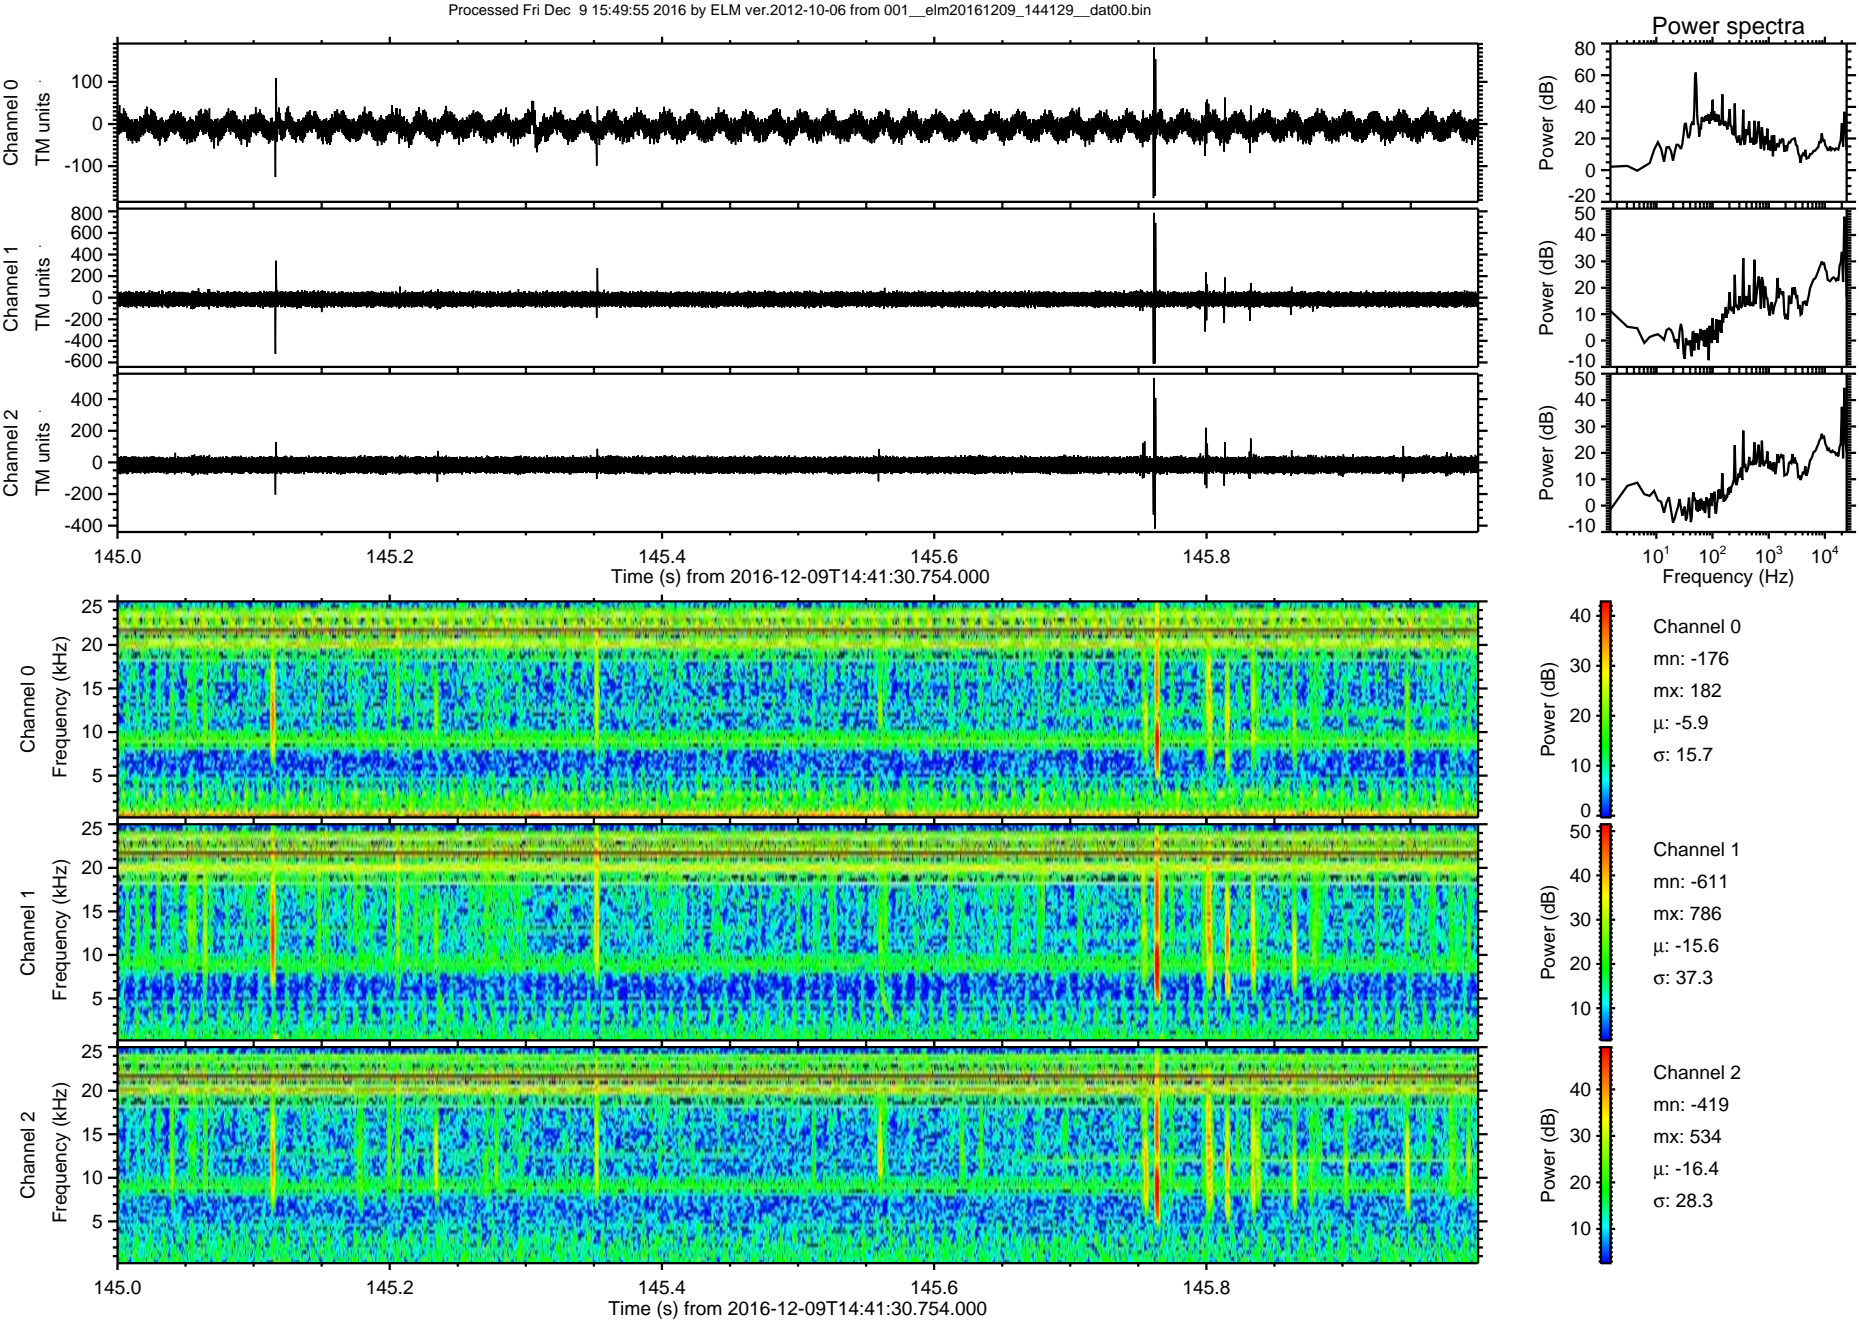 Processed Fri Dec  9 15:49:55 2016 by ELM ver.2012-10-06 from 001__elm20161209_144129__dat00.bin
Power spectra
Channel 0
TM units
100
0
-100
80
60
40
20
0
-20
Power (dB)
Channel 1
TM units
800
600
400
200
0
-200
-400
-600
50
40
30
20
10
0
-10
Power (dB)
Channel 2
TM units
400
200
0
-200
-400
50
40
30
20
10
0
-10
Power (dB)
145.0 145.2 145.4 145.6 145.8
Time (s) from 2016-12-09T14:41:30.754.000
10¹ 10² 10³ 10⁴
Frequency (Hz)
Channel 0
Frequency (kHz)
25
20
15
10
5
Power (dB)
40
30
20
10
0
Channel 0
mn: -176
mx: 182
μ: -5.9
σ: 15.7
Channel 1
Frequency (kHz)
25
20
15
10
5
Power (dB)
50
40
30
20
10
Channel 1
mn: -611
mx: 786
μ: -15.6
σ: 37.3
Channel 2
Frequency (kHz)
25
20
15
10
5
Power (dB)
40
30
20
10
Channel 2
mn: -419
mx: 534
μ: -16.4
σ: 28.3
145.0 145.2 145.4 145.6 145.8
Time (s) from 2016-12-09T14:41:30.754.000